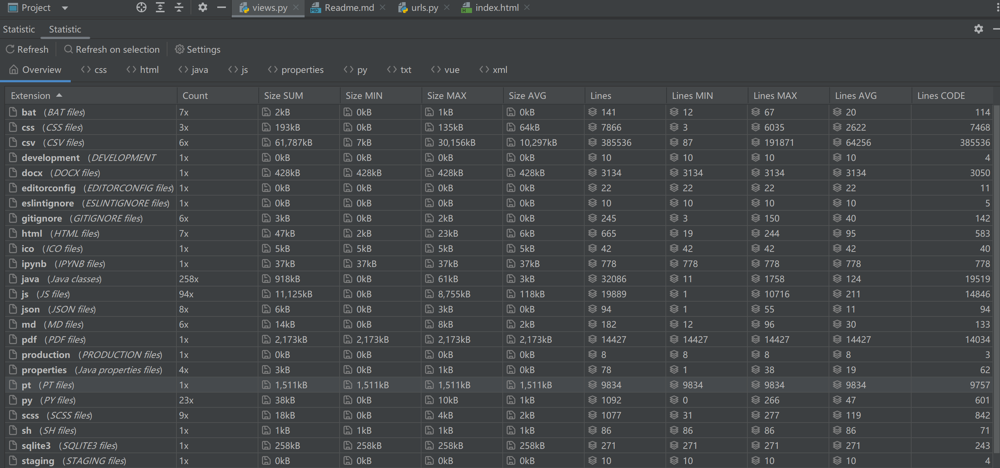 Project views.py Readme.md urls.py index.html
Statistic Statistic
Refresh Refresh on selection Settings
Overview css html java js properties py txt vue xml
Extension Count Size SUM Size MIN Size MAX Size AVG Lines Lines MIN Lines MAX Lines AVG Lines CODE
bat (BAT files) 7x 2kB 0kB 1kB 0kB 141 12 67 20 114
css (CSS files) 3x 193kB 0kB 135kB 64kB 7866 3 6035 2622 7468
csv (CSV files) 6x 61,787kB 7kB 30,156kB 10,297kB 385536 87 191871 64256 385536
development (DEVELOPMENT 1x 0kB 0kB 0kB 0kB 10 10 10 10 4
docx (DOCX files) 1x 428kB 428kB 428kB 428kB 3134 3134 3134 3134 3050
editorconfig (EDITORCONFIG files) 1x 0kB 0kB 0kB 0kB 22 22 22 22 11
eslintignore (ESLINTIGNORE files) 1x 0kB 0kB 0kB 0kB 10 10 10 10 5
gitignore (GITIGNORE files) 6x 3kB 0kB 2kB 0kB 245 3 150 40 142
html (HTML files) 7x 47kB 2kB 23kB 6kB 665 19 244 95 583
ico (ICO files) 1x 5kB 5kB 5kB 5kB 42 42 42 42 40
ipynb (IPYNB files) 1x 37kB 37kB 37kB 37kB 778 778 778 778 778
java (Java classes) 258x 918kB 0kB 61kB 3kB 32086 11 1758 124 19519
js (JS files) 94x 11,125kB 0kB 8,755kB 118kB 19889 1 10716 211 14846
json (JSON files) 8x 6kB 0kB 3kB 0kB 94 1 55 11 94
md (MD files) 6x 14kB 0kB 8kB 2kB 182 12 96 30 133
pdf (PDF files) 1x 2,173kB 2,173kB 2,173kB 2,173kB 14427 14427 14427 14427 14034
production (PRODUCTION files) 1x 0kB 0kB 0kB 0kB 8 8 8 8 3
properties (Java properties files) 4x 3kB 0kB 1kB 0kB 78 1 38 19 62
pt (PT files) 1x 1,511kB 1,511kB 1,511kB 1,511kB 9834 9834 9834 9834 9757
py (PY files) 23x 38kB 0kB 10kB 1kB 1092 0 266 47 601
scss (SCSS files) 9x 18kB 0kB 4kB 2kB 1077 31 277 119 842
sh (SH files) 1x 1kB 1kB 1kB 1kB 86 86 86 86 71
sqlite3 (SQLITE3 files) 1x 258kB 258kB 258kB 258kB 271 271 271 271 243
staging (STAGING files) 1x 0kB 0kB 0kB 0kB 10 10 10 10 4